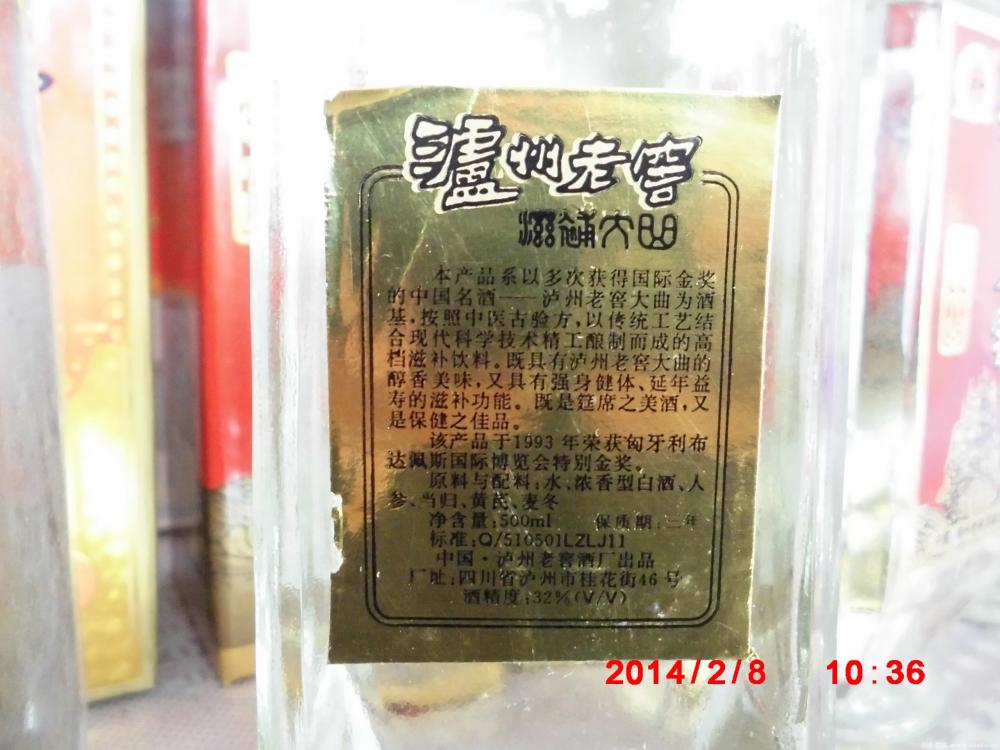 泸州老窖
滋补大曲
本产品系以多次获得国际金奖
的中国名酒——泸州老窖大曲为酒
基，按照中医古验方，以传统工艺结
合现代科学技术精工酿制而成的高
档滋补饮料。既具有泸州老窖大曲的
醇香美味，又具有强身健体、延年益
寿的滋补功能。既是筵席之美酒，又
是保健之佳品。
该产品于1993年荣获匈牙利布
达佩斯国际博览会特别金奖。
原料与配料：水、浓香型白酒、人
参、当归、黄芪、麦冬
净含量：500ml 保质期：二年
标准：Q/510501LZLJ11
中国·泸州老窖酒厂出品
厂址：四川省泸州市桂花街46号
酒精度：32%(V/V)
2014/2/8 10:36